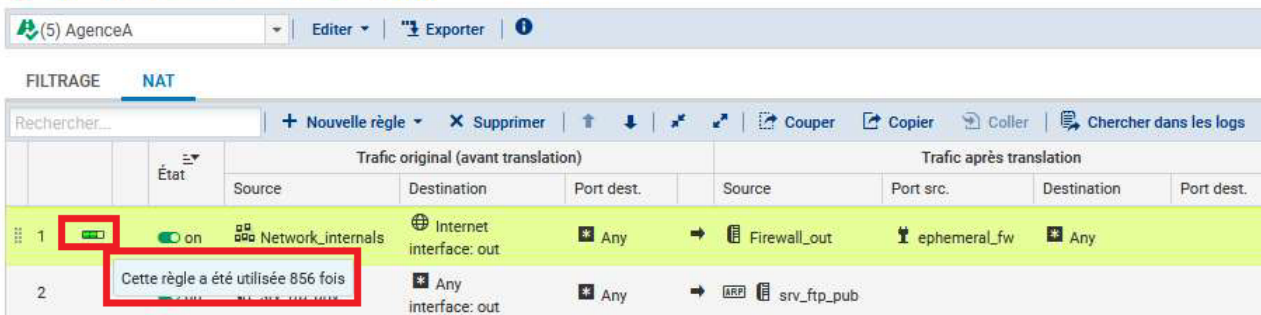 (5) AgenceA Editer Exporter
FILTRAGE NAT
Rechercher... Nouvelle règle Supprimer Couper Copier Coller Chercher dans les logs
État Trafic original (avant translation) Trafic après translation
Source Destination Port dest. Source Port src. Destination Port dest.
1 on Network_internals Internet Any Firewall_out ephemeral_fw Any
interface: out
Cette règle a été utilisée 856 fois
2 Any Any ARP srv_ftp_pub
interface: out